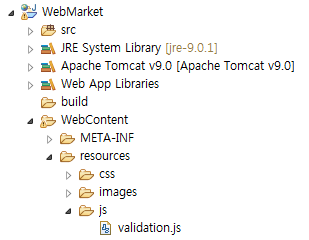 WebMarket
src
JRE System Library [jre-9.0.1]
Apache Tomcat v9.0 [Apache Tomcat v9.0]
Web App Libraries
build
WebContent
META-INF
resources
css
images
js
validation.js